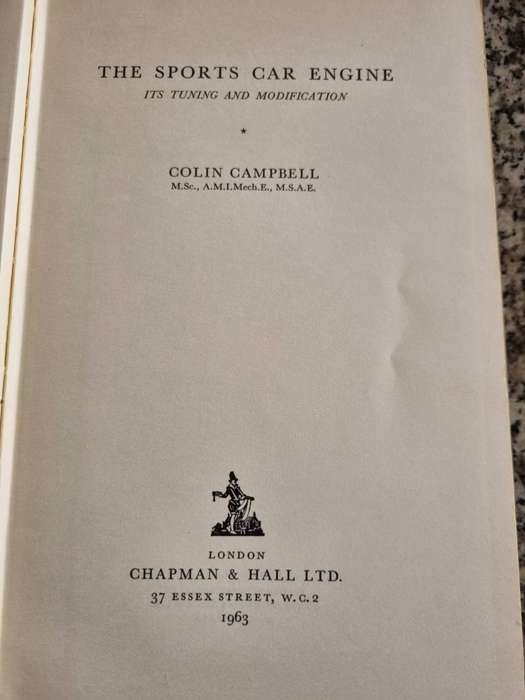 THE SPORTS CAR ENGINE
ITS TUNING AND MODIFICATION
*
COLIN CAMPBELL
M.Sc., A.M.I.Mech.E., M.S.A.E.
LONDON
CHAPMAN & HALL LTD.
37 ESSEX STREET, W.C.2
1963